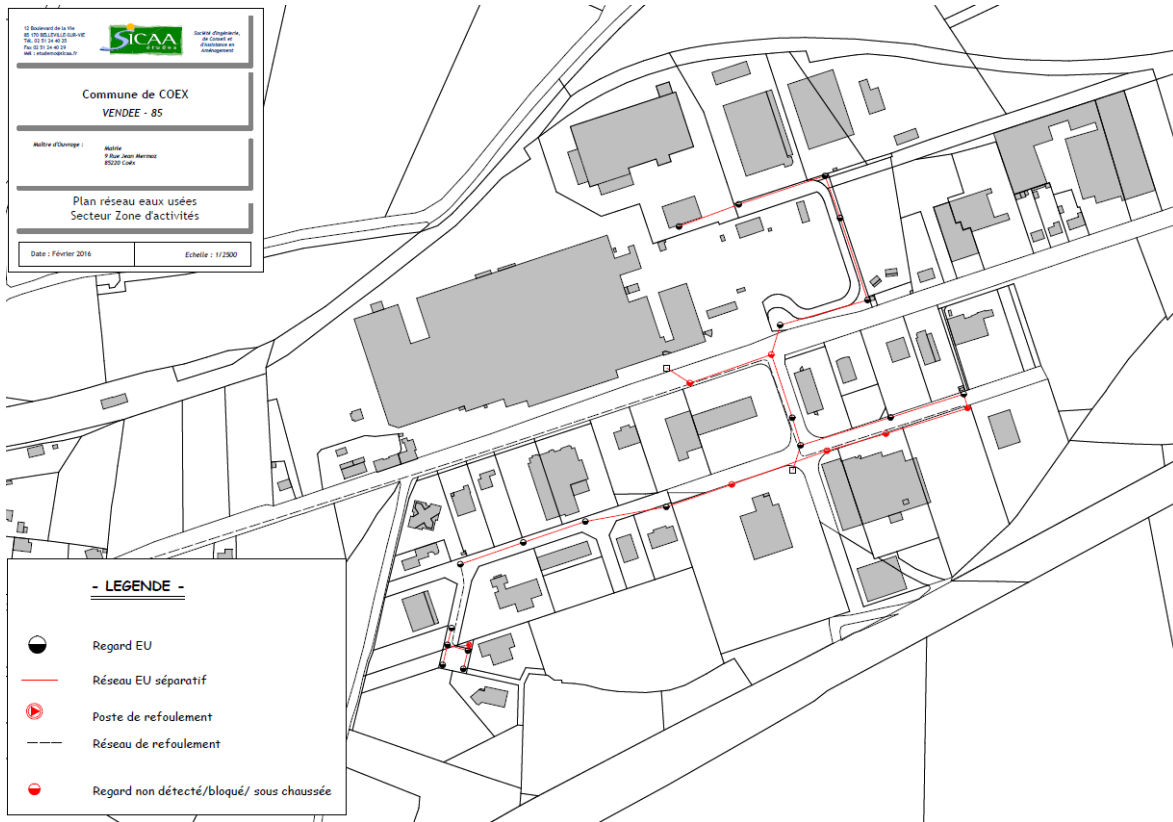 12 Boulevard de la Vie
85 170 BELLEVILLE-SUR-VIE
Tél. 02 51 24 40 25
Fax 02 51 24 40 29
Mél : etudemo@sicaa.fr
SICAA
études
Société d'Ingénierie,
de Conseil et
d'Assistance en
Aménagement
Commune de COEX
VENDEE - 85
Maître d'Ouvrage :
Mairie
9 Rue Jean Mermoz
85220 Coëx
Plan réseau eaux usées
Secteur Zone d'activités
Date : Février 2016
Echelle : 1/2500
- LEGENDE -
Regard EU
Réseau EU séparatif
Poste de refoulement
Réseau de refoulement
Regard non détecté/bloqué/ sous chaussée